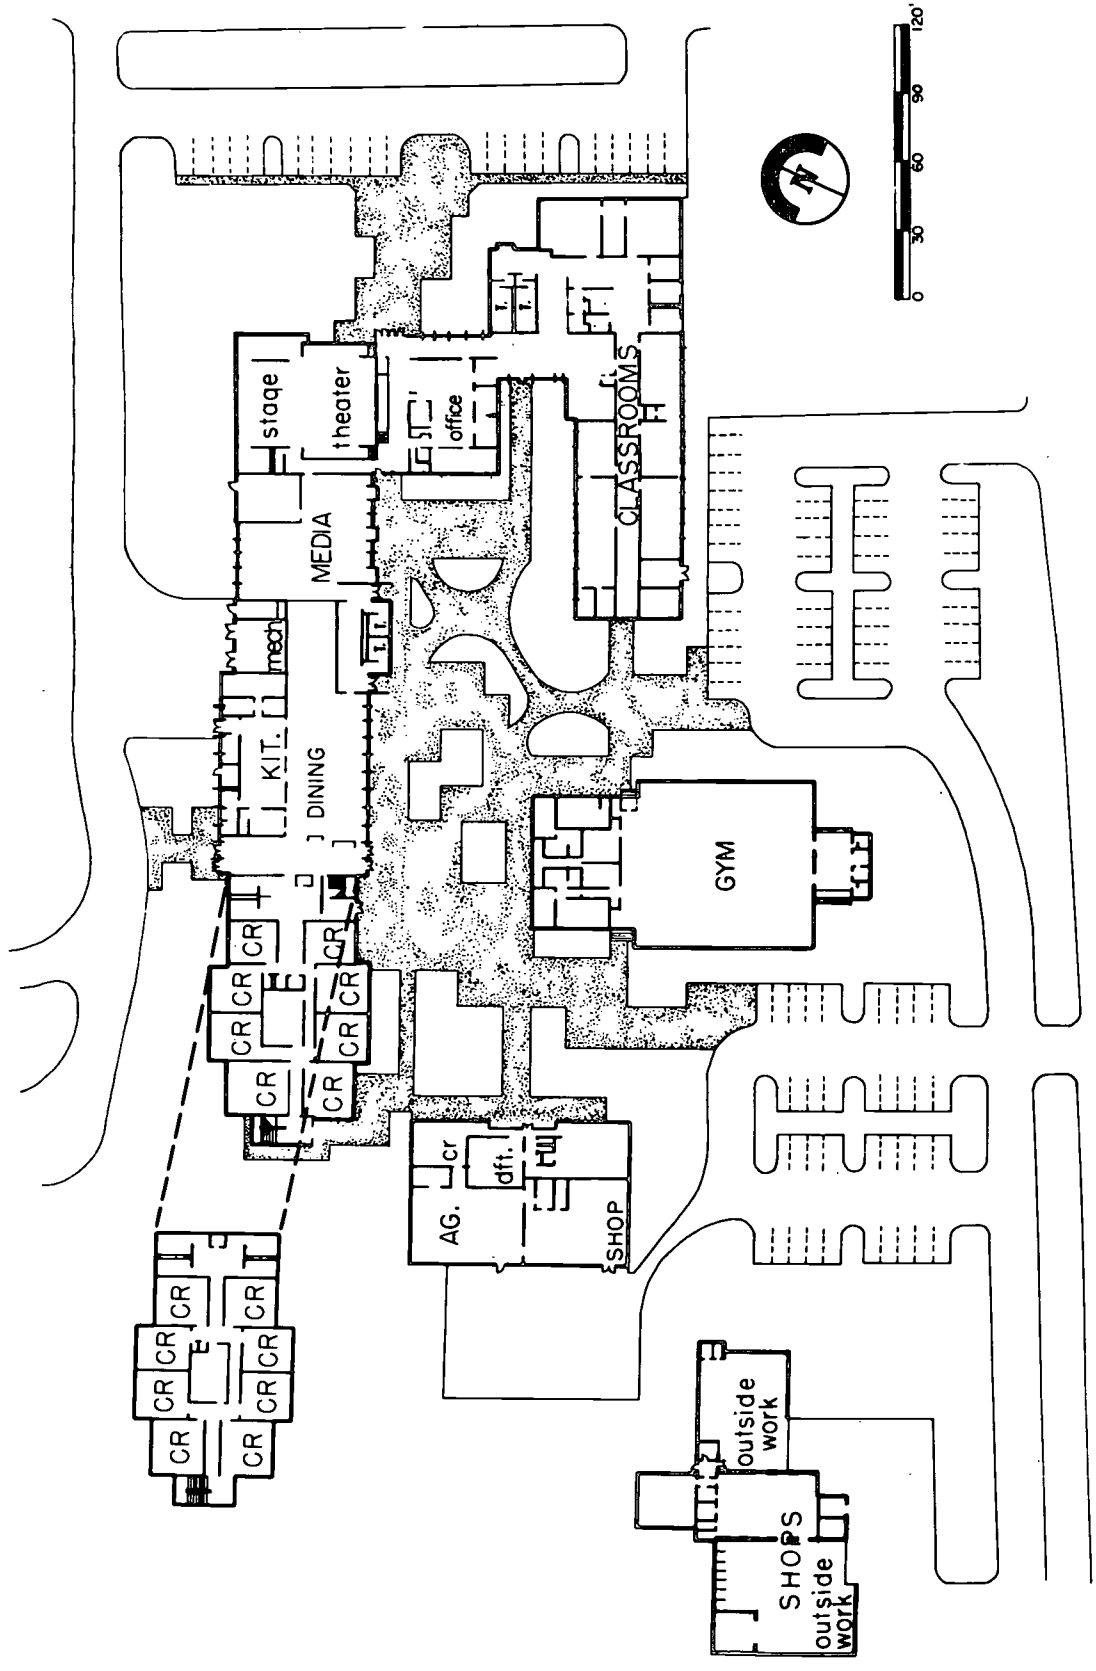 stage
theater
office
MEDIA
CLASSROOMS
T.
T.
T.
T.
mech
KIT.
DINING
GYM
CR
CR
CR
CR
CR
CR
CR
CR
cr
dft.
AG.
SHOP
CR
CR
CR
CR
CR
CR
CR
CR
outside
work
SHOPS
outside
work
N
0 30 60 90 120'